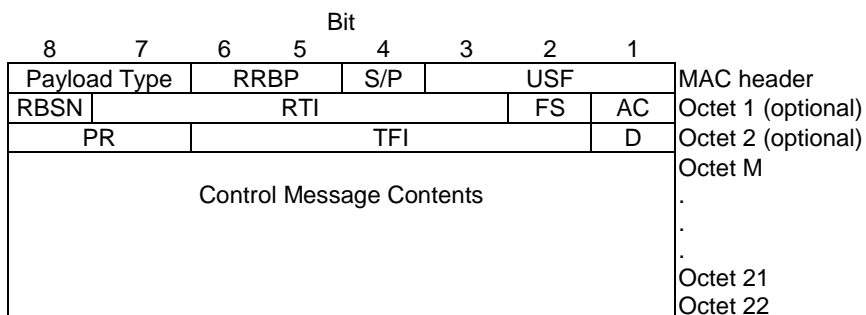 Bit
8 7 6 5 4 3 2 1
Payload Type RRBP S/P USF MAC header
RBSN RTI FS AC Octet 1 (optional)
PR TFI D Octet 2 (optional)
Octet M
Control Message Contents .
.
.
Octet 21
Octet 22